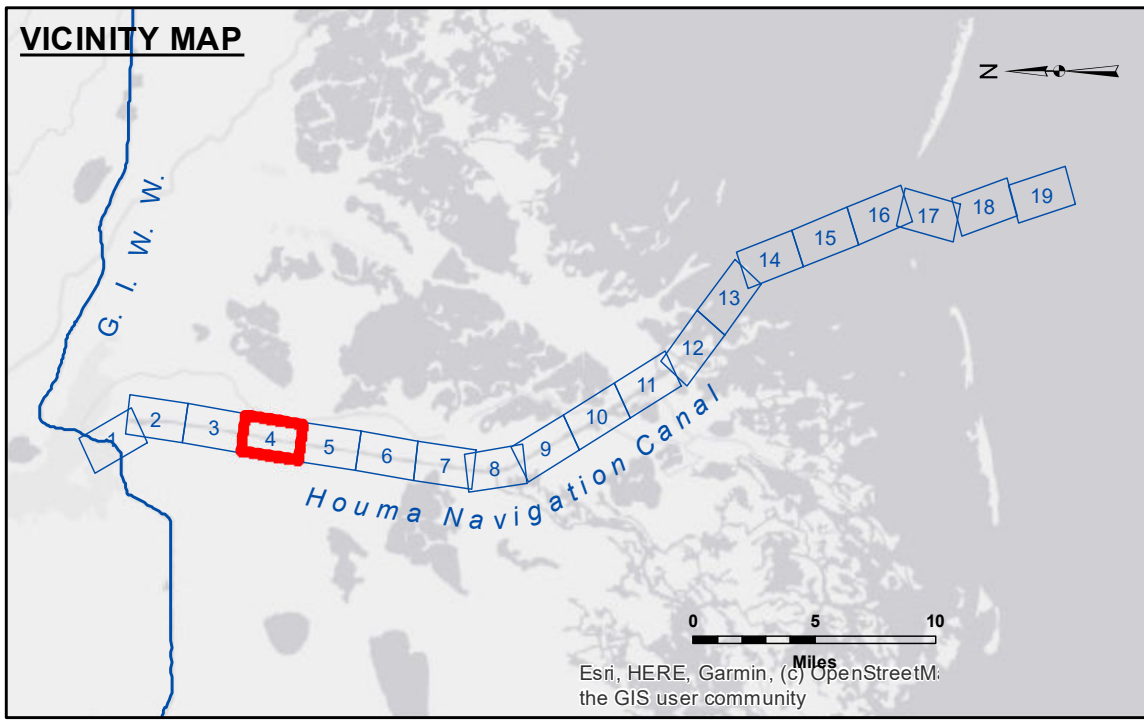 VICINITY MAP
N
G. I. W. W.
1
2
3
4
5
6
7
8
9
10
11
12
13
14
15
16
17
18
19
Houma Navigation Canal
0 5 10
Miles
Esri, HERE, Garmin, (c) OpenStreetM
the GIS user community